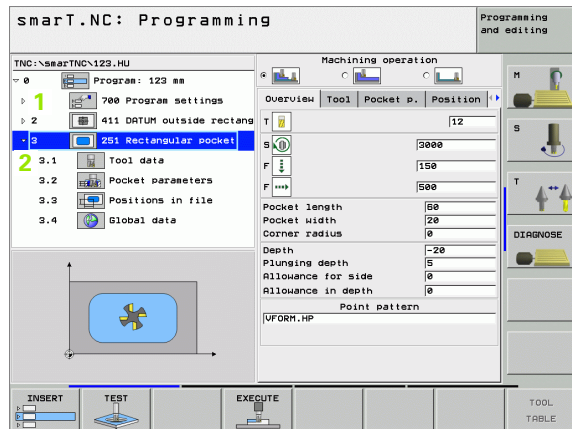 smarT.NC: Programming
Programming
and editing
TNC:\smarTNC\123.HU
0 Program: 123 mm
1 700 Program settings
2 411 DATUM outside rectang
3 251 Rectangular pocket
2 3.1 Tool data
3.2 Pocket parameters
3.3 Positions in file
3.4 Global data
Machining operation
Overview Tool Pocket p. Position
T 12
S 3000
F 150
F 500
Pocket length 60
Pocket width 20
Corner radius 0
Depth -20
Plunging depth 5
Allowance for side 0
Allowance in depth 0
Point pattern
VFORM.HP
M
S
T
DIAGNOSE
INSERT
TEST
EXECUTE
TOOL
TABLE